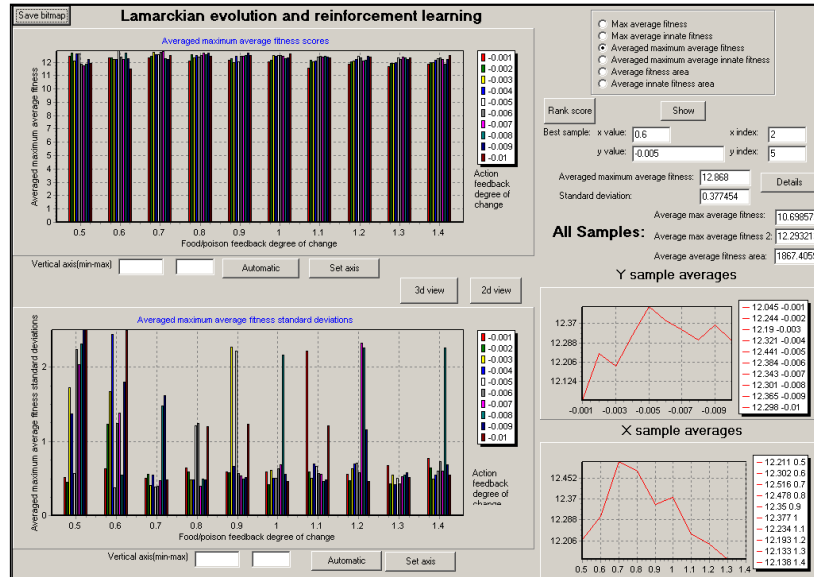 Save bitmap
Lamarckian evolution and reinforcement learning
Averaged maximum average fitness scores
Averaged maximum average fitness
12
11
10
9
8
7
6
5
4
3
2
1
0
0.5 0.6 0.7 0.8 0.9 1 1.1 1.2 1.3 1.4
Food/poison feedback degree of change
-0.001
-0.002
-0.003
-0.004
-0.005
-0.006
-0.007
-0.008
-0.009
-0.01
Action
feedback
degree of
change
Vertical axis(min-max)
Automatic
Set axis
3d view
2d view
Averaged maximum average fitness standard deviations
Averaged maximum average fitness standard deviations
2
1
0
0.5 0.6 0.7 0.8 0.9 1 1.1 1.2 1.3 1.4
Food/poison feedback degree of change
-0.001
-0.002
-0.003
-0.004
-0.005
-0.006
-0.007
-0.008
-0.009
-0.01
Action
feedback
degree of
change
Vertical axis(min-max)
Automatic
Set axis
Max average fitness
Max average innate fitness
Averaged maximum average fitness
Averaged maximum average innate fitness
Average fitness area
Average innate fitness area
Rank score
Show
Best sample: x value: 0.6 x index: 2
y value: -0.005 y index: 5
Averaged maximum average fitness: 12.868
Standard deviation: 0.377454
Details
All Samples:
Average max average fitness: 10.69857
Average max average fitness 2: 12.29321
Average average fitness area: 1867.4055
Y sample averages
12.37
12.288
12.206
12.124
-0.001 -0.003 -0.005 -0.007 -0.009
12.045 -0.001
12.244 -0.002
12.19 -0.003
12.321 -0.004
12.441 -0.005
12.384 -0.006
12.343 -0.007
12.301 -0.008
12.365 -0.009
12.298 -0.01
X sample averages
12.452
12.37
12.288
12.206
0.5 0.6 0.7 0.8 0.9 1 1.1 1.2 1.3 1.4
12.211 0.5
12.302 0.6
12.516 0.7
12.478 0.8
12.35 0.9
12.377 1
12.234 1.1
12.193 1.2
12.133 1.3
12.138 1.4